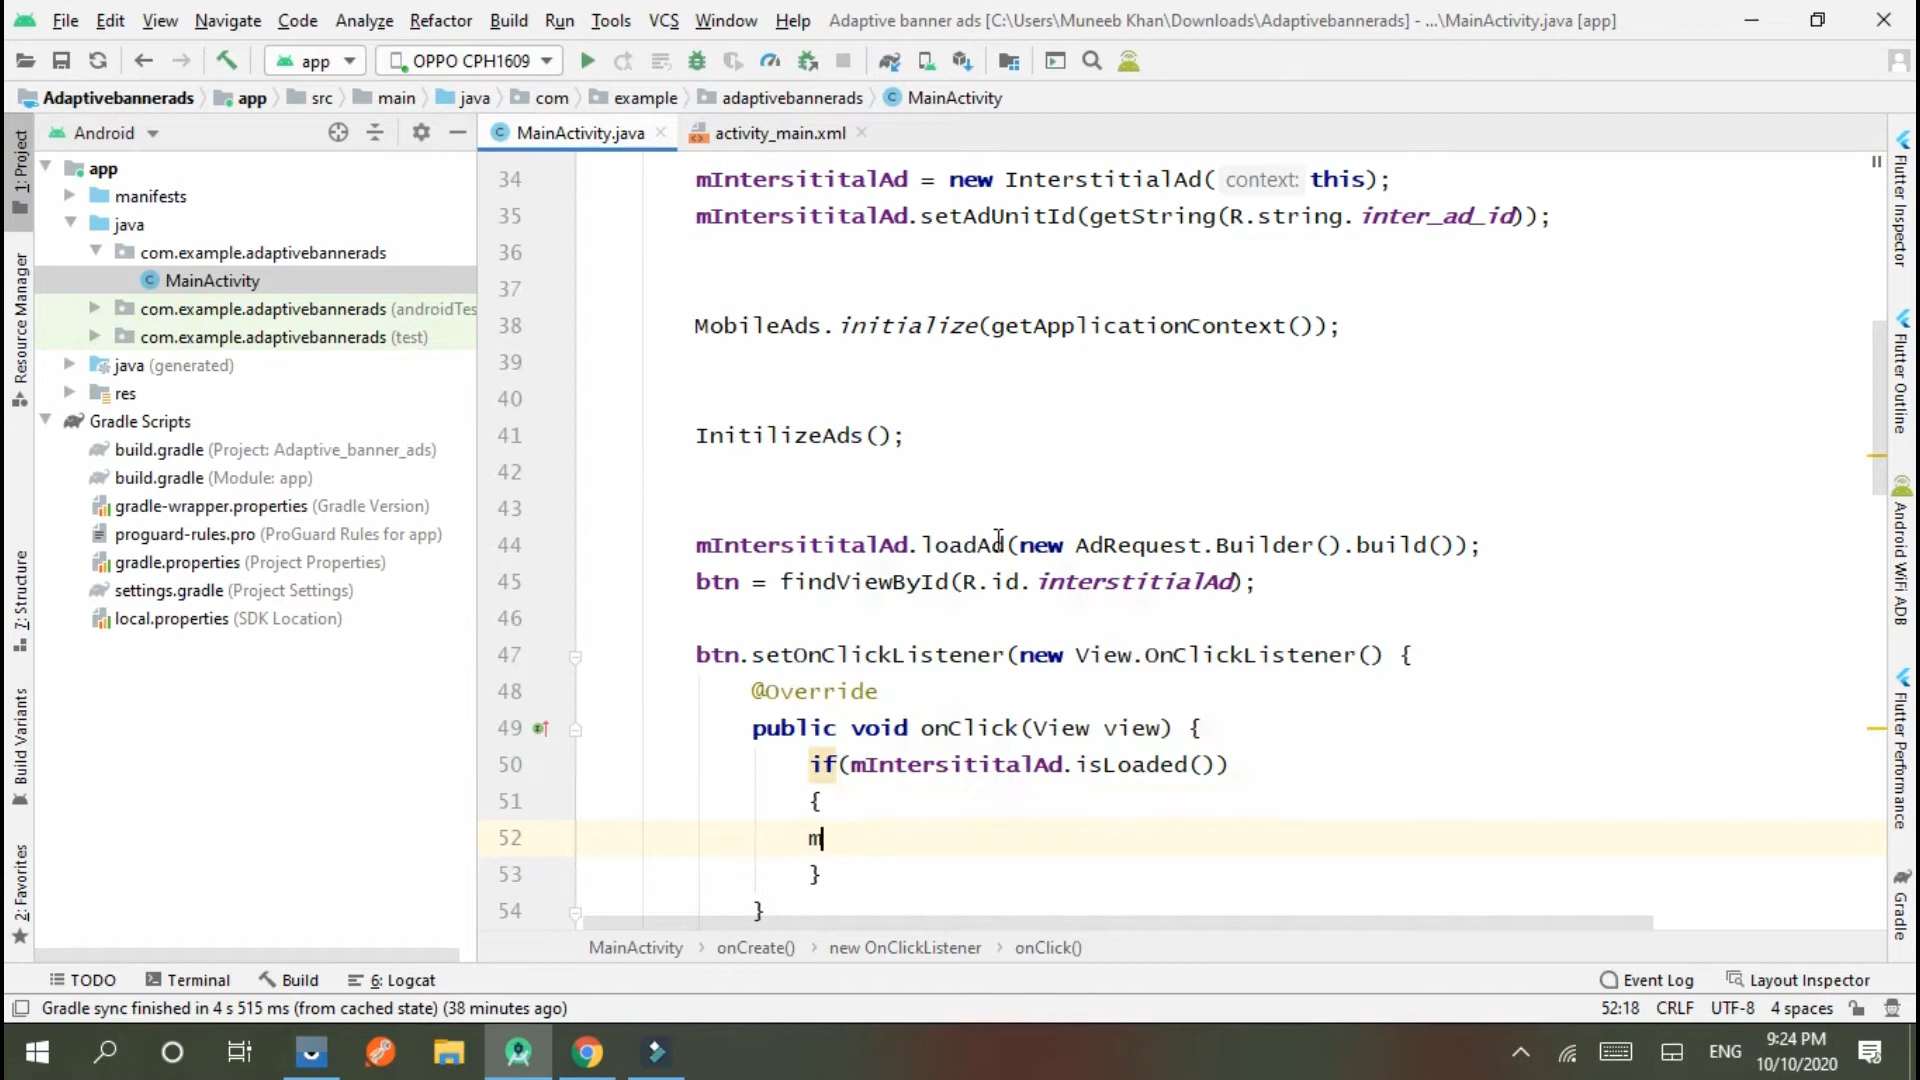 File Edit View Navigate Code Analyze Refactor Build Run Tools VCS Window Help Adaptive banner ads [C:\Users\Muneeb Khan\Downloads\Adaptivebannerads] - ...\MainActivity.java [app]
app OPPO CPH1609
Adaptivebannerads app src main java com example adaptivebannerads MainActivity
Android
MainActivity.java activity_main.xml
1: Project
Resource Manager
7: Structure
Build Variants
2: Favorites
app
manifests
java
com.example.adaptivebannerads
MainActivity
com.example.adaptivebannerads (androidTes
com.example.adaptivebannerads (test)
java (generated)
res
Gradle Scripts
build.gradle (Project: Adaptive_banner_ads)
build.gradle (Module: app)
gradle-wrapper.properties (Gradle Version)
proguard-rules.pro (ProGuard Rules for app)
gradle.properties (Project Properties)
settings.gradle (Project Settings)
local.properties (SDK Location)
34 mIntersititalAd = new InterstitialAd( context: this);
35 mIntersititalAd.setAdUnitId(getString(R.string.inter_ad_id));
36
37
38 MobileAds.initialize(getApplicationContext());
39
40
41 InitilizeAds();
42
43
44 mIntersititalAd.loadAd(new AdRequest.Builder().build());
45 btn = findViewById(R.id.interstitialAd);
46
47 btn.setOnClickListener(new View.OnClickListener() {
48 @Override
49 public void onClick(View view) {
50 if(mIntersititalAd.isLoaded())
51 {
52 m
53 }
54 }
MainActivity onCreate() new OnClickListener onClick()
Flutter Inspector
Flutter Outline
Android WiFi ADB
Flutter Performance
Gradle
TODO Terminal Build 6: Logcat Event Log Layout Inspector
Gradle sync finished in 4 s 515 ms (from cached state) (38 minutes ago) 52:18 CRLF UTF-8 4 spaces
ENG
9:24 PM
10/10/2020